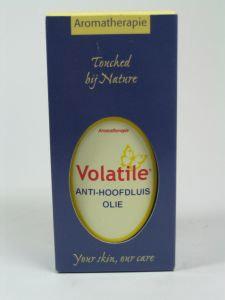 Aromatherapie
Touched
bij Nature
Aromatherapie
Volatile®
ANTI-HOOFDLUIS
OLIE
Your skin, our care